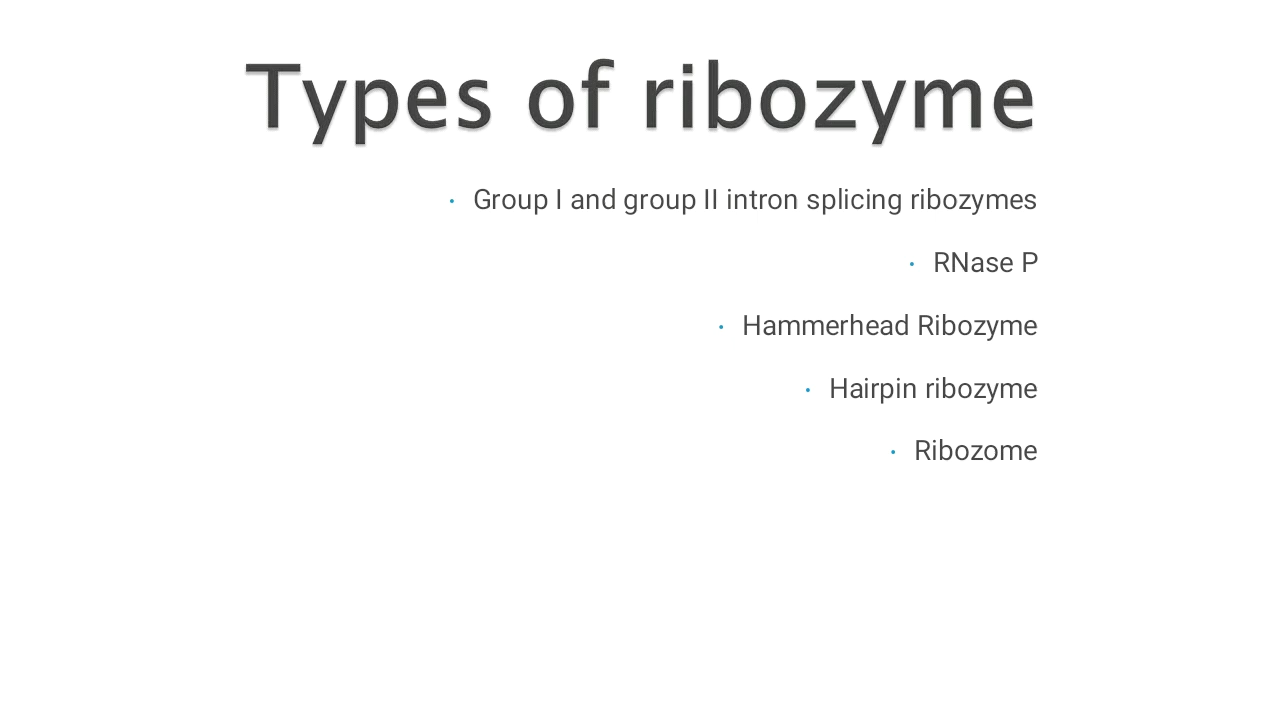 Types of ribozyme
· Group I and group II intron splicing ribozymes
· RNase P
· Hammerhead Ribozyme
· Hairpin ribozyme
· Ribozome